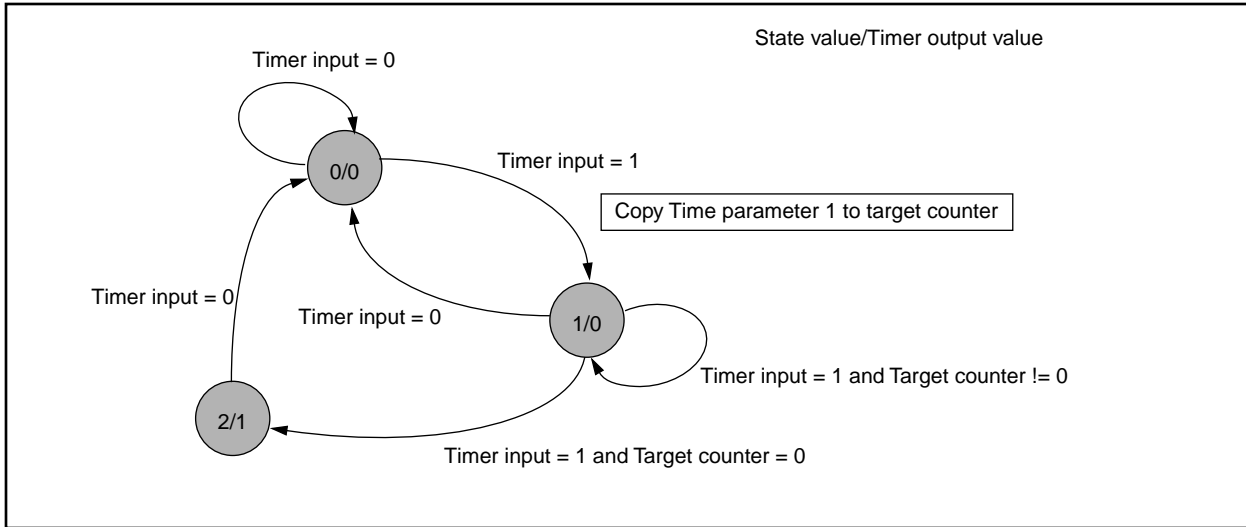 State value/Timer output value
Timer input = 0
0/0
Timer input = 1
Copy Time parameter 1 to target counter
Timer input = 0
Timer input = 0
1/0
Timer input = 1 and Target counter != 0
2/1
Timer input = 1 and Target counter = 0